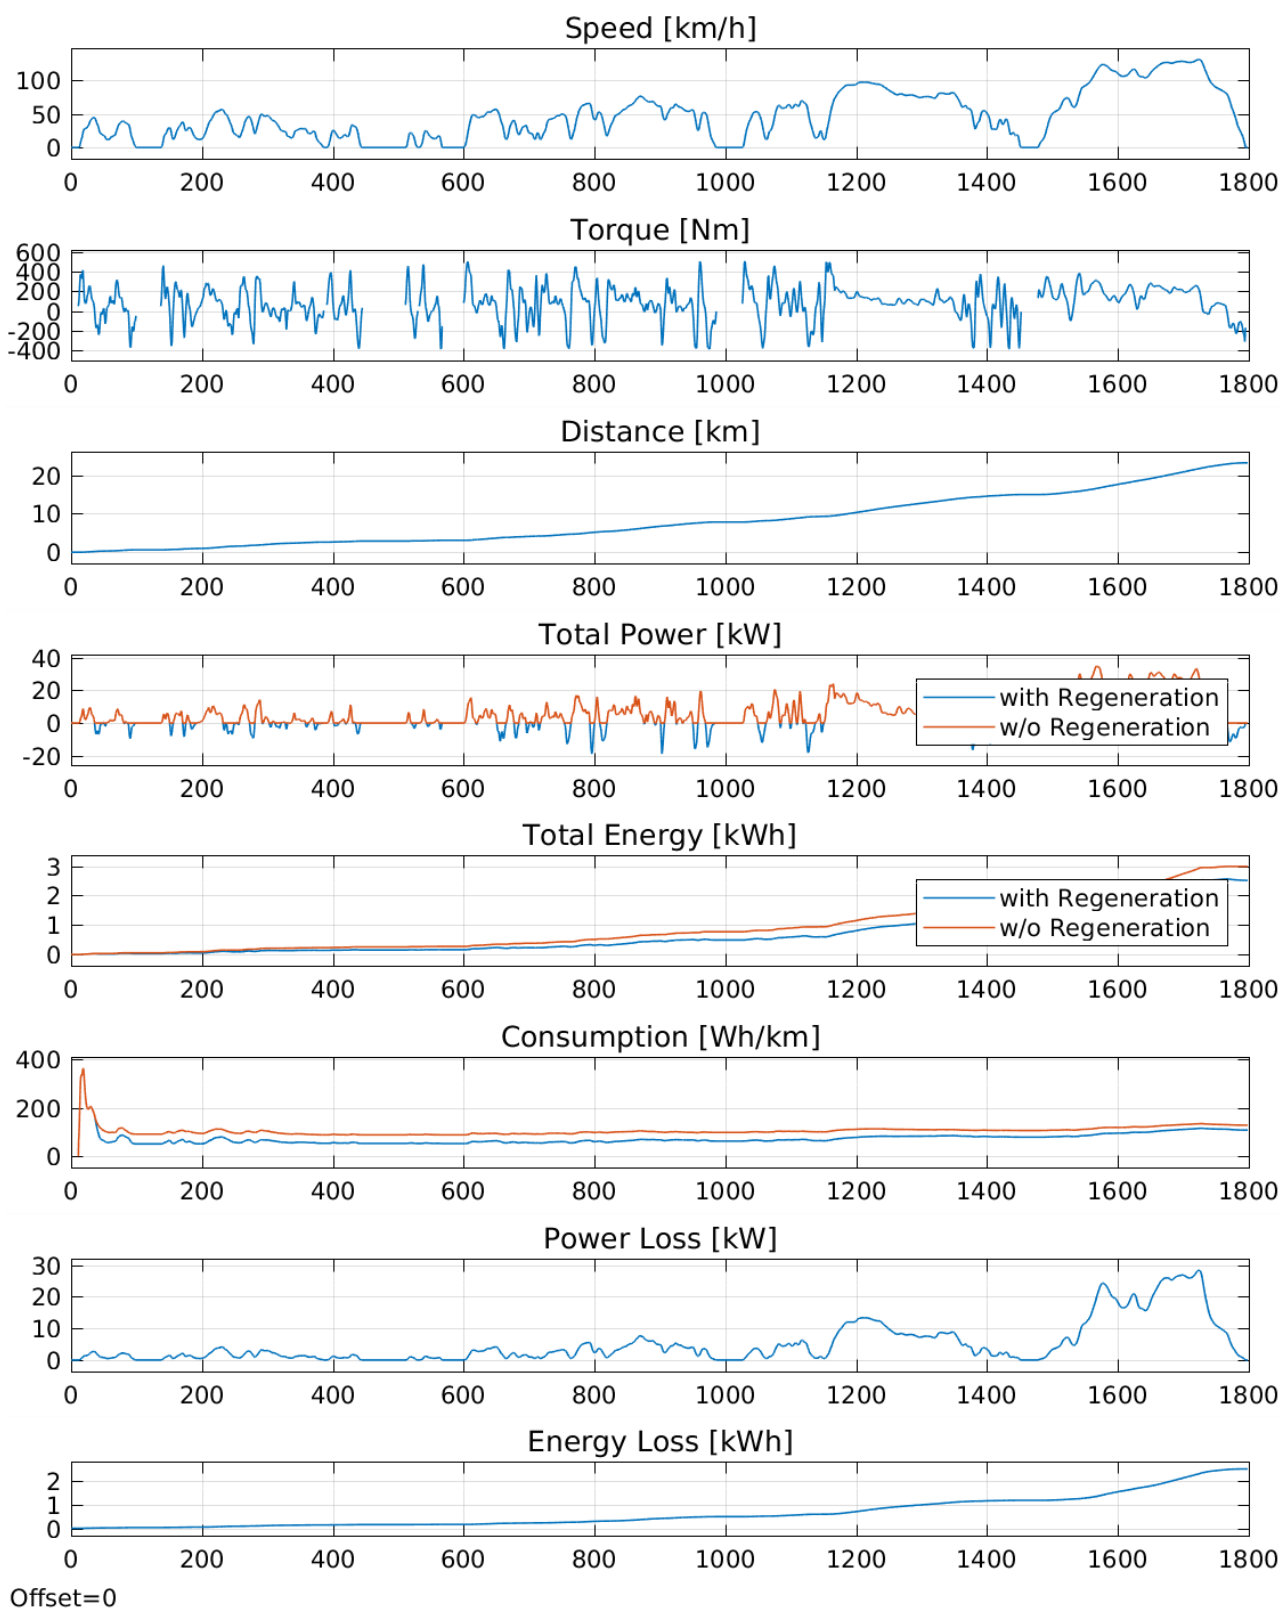 Speed [km/h]
100
50
0
0 200 400 600 800 1000 1200 1400 1600 1800
Torque [Nm]
600
400
200
0
-200
-400
0 200 400 600 800 1000 1200 1400 1600 1800
Distance [km]
20
10
0
0 200 400 600 800 1000 1200 1400 1600 1800
Total Power [kW]
40
20
0
-20
with Regeneration
w/o Regeneration
0 200 400 600 800 1000 1200 1400 1600 1800
Total Energy [kWh]
3
2
1
0
with Regeneration
w/o Regeneration
0 200 400 600 800 1000 1200 1400 1600 1800
Consumption [Wh/km]
400
200
0
0 200 400 600 800 1000 1200 1400 1600 1800
Power Loss [kW]
30
20
10
0
0 200 400 600 800 1000 1200 1400 1600 1800
Energy Loss [kWh]
2
1
0
0 200 400 600 800 1000 1200 1400 1600 1800
Offset=0